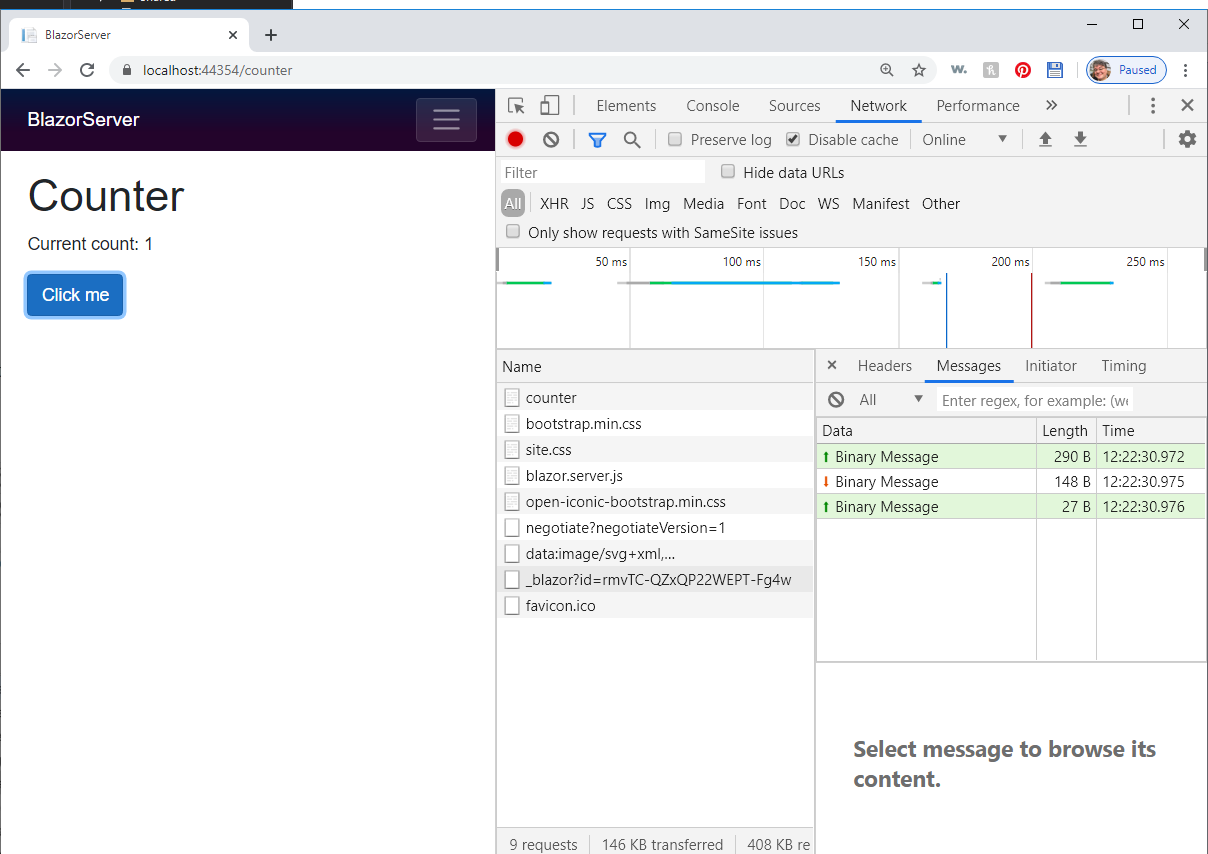 Shared
BlazorServer
localhost:44354/counter
w.
Paused
BlazorServer
Counter
Current count: 1
Click me
Elements Console Sources Network Performance
Preserve log Disable cache Online
Filter Hide data URLs
All XHR JS CSS Img Media Font Doc WS Manifest Other
Only show requests with SameSite issues
50 ms 100 ms 150 ms 200 ms 250 ms
Name
counter
bootstrap.min.css
site.css
blazor.server.js
open-iconic-bootstrap.min.css
negotiate?negotiateVersion=1
data:image/svg+xml,...
_blazor?id=rmvTC-QZxQP22WEPT-Fg4w
favicon.ico
9 requests 146 KB transferred 408 KB re
Headers Messages Initiator Timing
All Enter regex, for example: (we
Data Length Time
Binary Message 290 B 12:22:30.972
Binary Message 148 B 12:22:30.975
Binary Message 27 B 12:22:30.976
Select message to browse its
content.